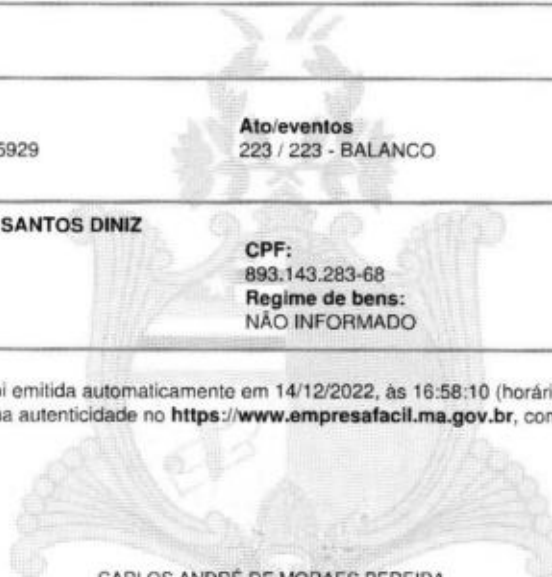 Ato/eventos
5929
223 / 223 - BALANCO
SANTOS DINIZ
CPF:
893.143.283-68
Regime de bens:
NÃO INFORMADO
i emitida automaticamente em 14/12/2022, às 16:58:10 (horári
a autenticidade no https://www.empresafacil.ma.gov.br, con
CARLOS ANDRÉ DE MORAES PEREIRA